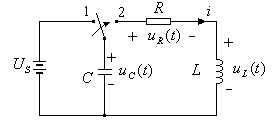 1 2 R i
+ u_R(t) − +
U_S + L u_L(t)
C u_C(t) −
−